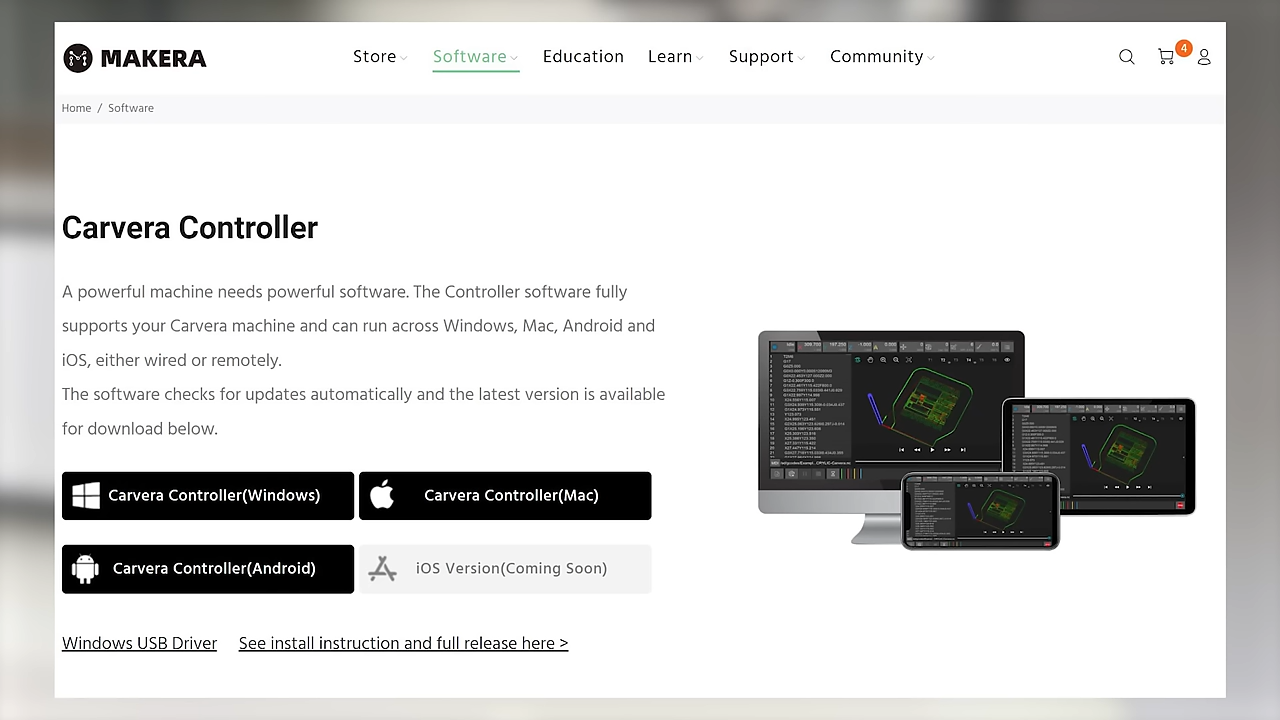 MAKERA
Store
Software
Education
Learn
Support
Community
4
Home / Software
Carvera Controller
A powerful machine needs powerful software. The Controller software fully
supports your Carvera machine and can run across Windows, Mac, Android and
iOS, either wired or remotely.
The software checks for updates automatically and the latest version is available
for download below.
Carvera Controller(Windows)
Carvera Controller(Mac)
Carvera Controller(Android)
iOS Version(Coming Soon)
Windows USB Driver
See install instruction and full release here >